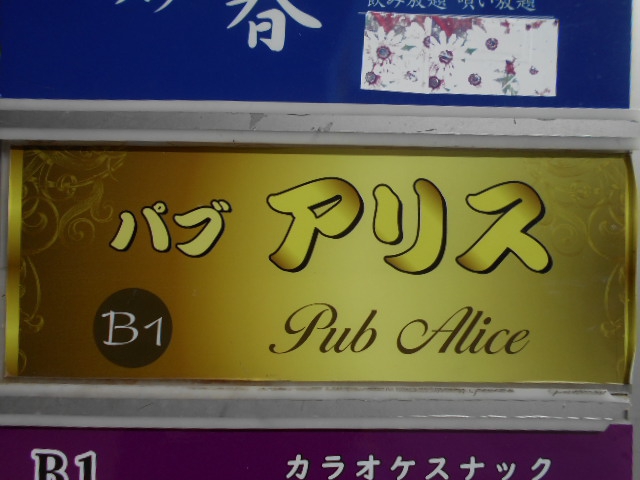 春
飲み放題 唄い放題
パブ アリス
B1 Pub Alice
B1 カラオケスナック